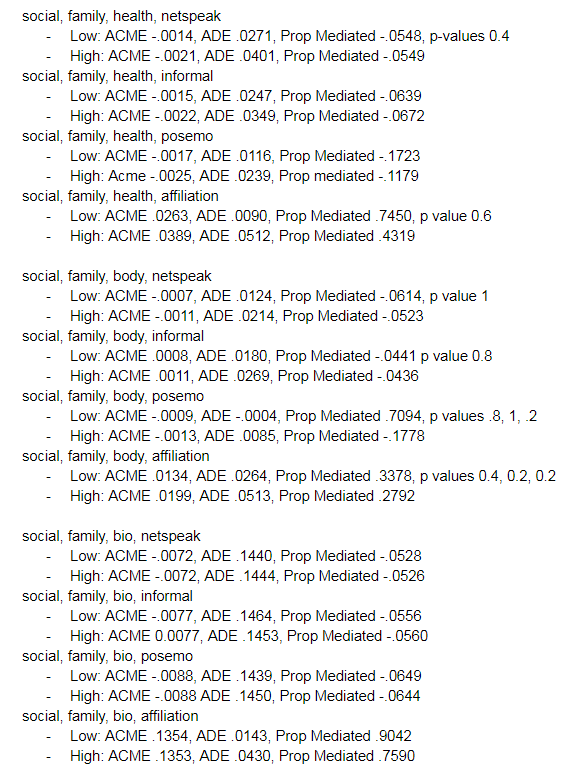 social, family, health, netspeak
- Low: ACME -.0014, ADE .0271, Prop Mediated -.0548, p-values 0.4
- High: ACME -.0021, ADE .0401, Prop Mediated -.0549
social, family, health, informal
- Low: ACME -.0015, ADE .0247, Prop Mediated -.0639
- High: ACME -.0022, ADE .0349, Prop Mediated -.0672
social, family, health, posemo
- Low: ACME -.0017, ADE .0116, Prop Mediated -.1723
- High: Acme -.0025, ADE .0239, Prop mediated -.1179
social, family, health, affiliation
- Low: ACME .0263, ADE .0090, Prop Mediated .7450, p value 0.6
- High: ACME .0389, ADE .0512, Prop Mediated .4319
social, family, body, netspeak
- Low: ACME -.0007, ADE .0124, Prop Mediated -.0614, p value 1
- High: ACME -.0011, ADE .0214, Prop Mediated -.0523
social, family, body, informal
- Low: ACME .0008, ADE .0180, Prop Mediated -.0441 p value 0.8
- High: ACME .0011, ADE .0269, Prop Mediated -.0436
social, family, body, posemo
- Low: ACME -.0009, ADE -.0004, Prop Mediated .7094, p values .8, 1, .2
- High: ACME -.0013, ADE .0085, Prop Mediated -.1778
social, family, body, affiliation
- Low: ACME .0134, ADE .0264, Prop Mediated .3378, p values 0.4, 0.2, 0.2
- High: ACME .0199, ADE .0513, Prop Mediated .2792
social, family, bio, netspeak
- Low: ACME -.0072, ADE .1440, Prop Mediated -.0528
- High: ACME -.0072, ADE .1444, Prop Mediated -.0526
social, family, bio, informal
- Low: ACME -.0077, ADE .1464, Prop Mediated -.0556
- High: ACME 0.0077, ADE .1453, Prop Mediated -.0560
social, family, bio, posemo
- Low: ACME -.0088, ADE .1439, Prop Mediated -.0649
- High: ACME -.0088 ADE .1450, Prop Mediated -.0644
social, family, bio, affiliation
- Low: ACME .1354, ADE .0143, Prop Mediated .9042
- High: ACME .1353, ADE .0430, Prop Mediated .7590